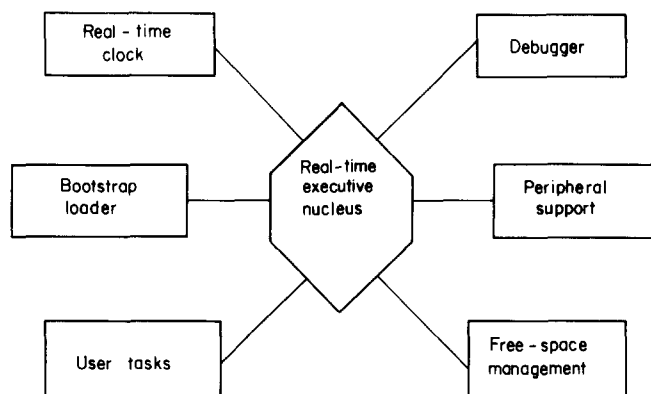 Real-time
clock
Debugger
Real-time
executive
nucleus
Bootstrap
loader
Peripheral
support
User tasks
Free-space
management